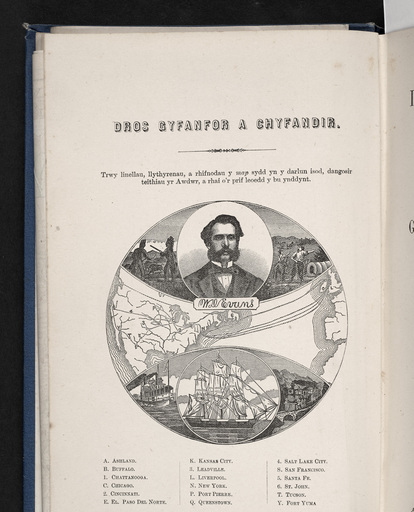 DROS GYFANFOR A CHYFANDIR.
Trwy linellau, llythyrenau, a rhifnodau y map sydd yn y darlun isod, dangosir
teithiau yr Awdwr, a rhai o'r prif leoedd y bu ynddynt.
W.D. Evans
A. ASHLAND.
B. BUFFALO.
1. CHATTANOOGA.
C. CHICAGO.
2. CINCINATI.
E. EL. PASO DEL NORTE.
K. KANSAS CITY.
3. LEADVILLE.
L. LIVERPOOL.
N. NEW YORK.
P. PORT PIERRE.
Q. QUEENSTOWN.
4. SALT LAKE CITY.
S. SAN FRANCISCO.
5. SANTA FE.
6. ST. JOHN.
T. TUCSON.
Y. FORT YUMA